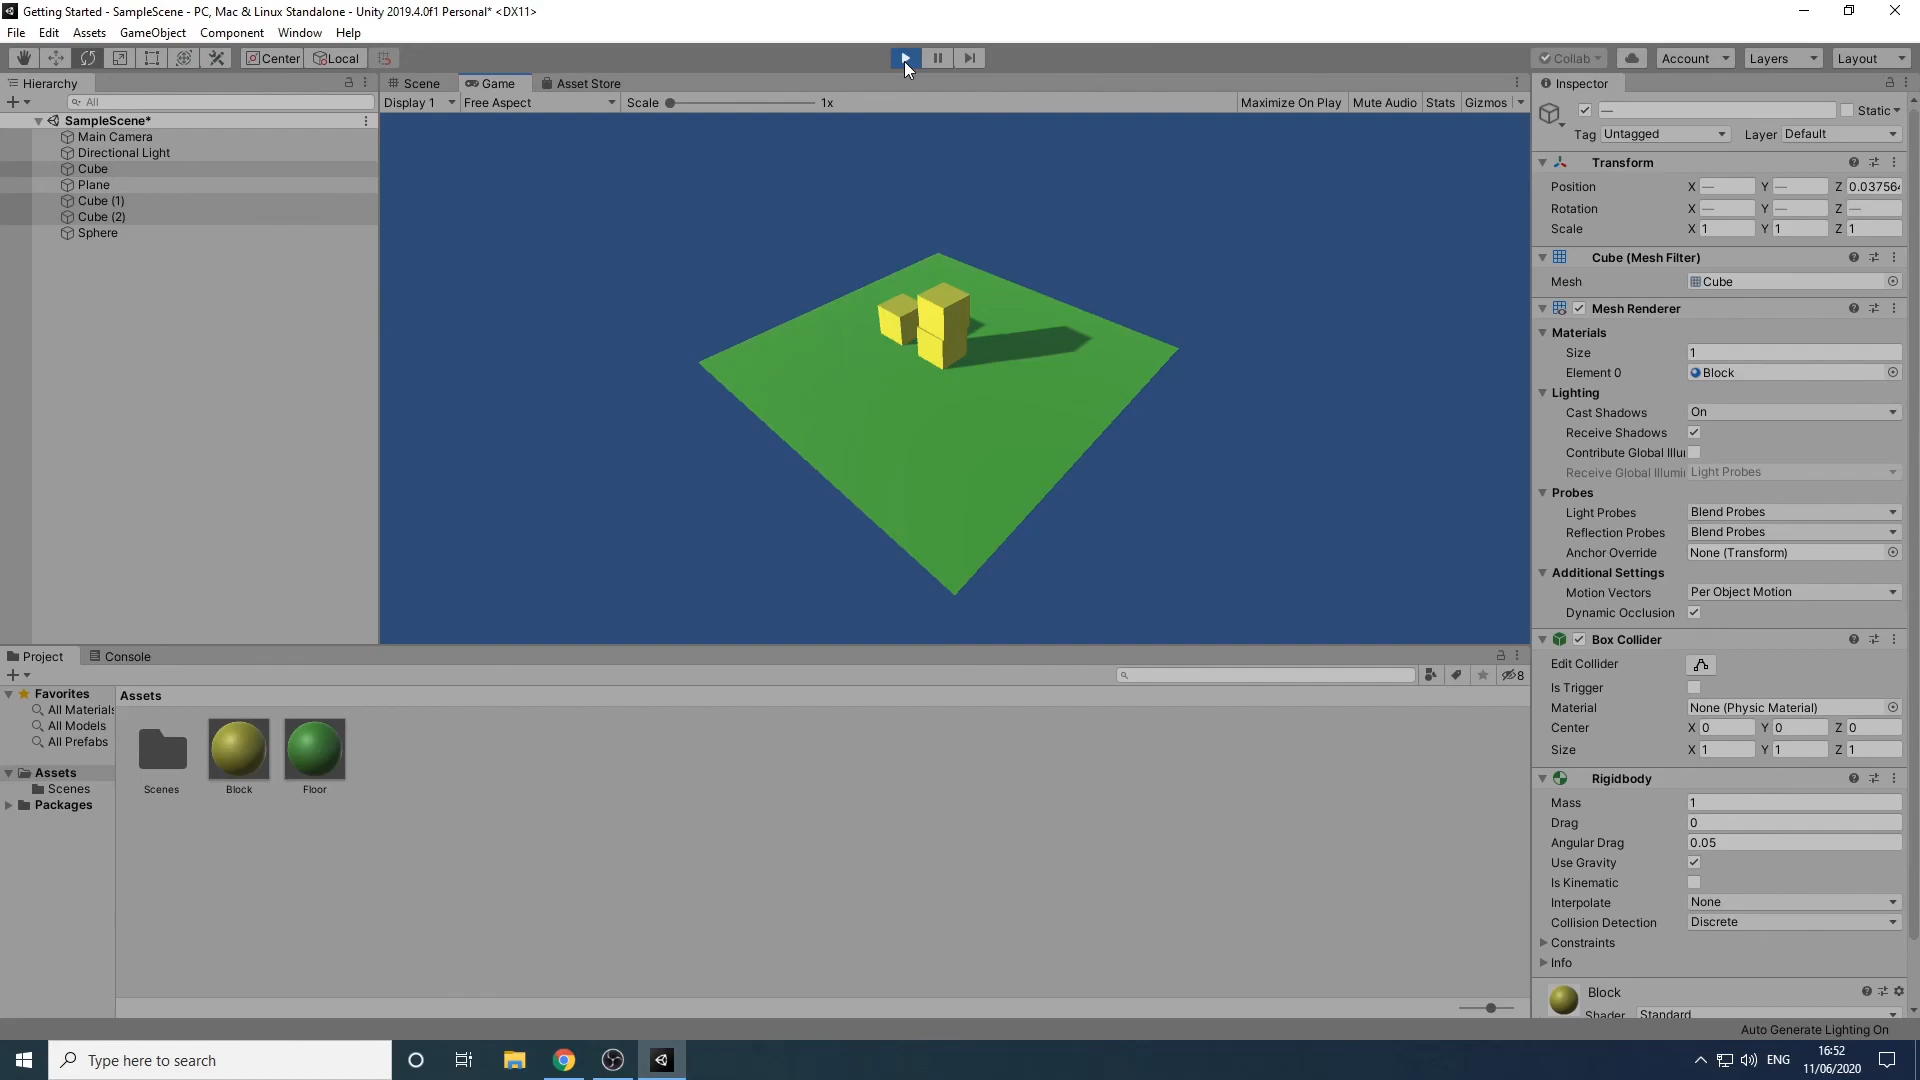 Getting Started - SampleScene - PC, Mac & Linux Standalone - Unity 2019.4.0f1 Personal* <DX11>
File Edit Assets GameObject Component Window Help
Center Local Collab Account Layers Layout
Hierarchy
All
SampleScene*
Main Camera
Directional Light
Cube
Plane
Cube (1)
Cube (2)
Sphere
Scene Game Asset Store
Display 1 Free Aspect Scale 1x Maximize On Play Mute Audio Stats Gizmos
Inspector
— Static
Tag Untagged Layer Default
Transform
Position X — Y — Z 0.03756
Rotation X — Y — Z —
Scale X 1 Y 1 Z 1
Cube (Mesh Filter)
Mesh Cube
Mesh Renderer
Materials
Size 1
Element 0 Block
Lighting
Cast Shadows On
Receive Shadows
Contribute Global Illu
Receive Global Illumi Light Probes
Probes
Light Probes Blend Probes
Reflection Probes Blend Probes
Anchor Override None (Transform)
Additional Settings
Motion Vectors Per Object Motion
Dynamic Occlusion
Box Collider
Edit Collider
Is Trigger
Material None (Physic Material)
Center X 0 Y 0 Z 0
Size X 1 Y 1 Z 1
Rigidbody
Mass 1
Drag 0
Angular Drag 0.05
Use Gravity
Is Kinematic
Interpolate None
Collision Detection Discrete
Constraints
Info
Block
Shader Standard
Project Console
8
Favorites
All Materials
All Models
All Prefabs
Assets
Scenes
Packages
Assets
Scenes Block Floor
Auto Generate Lighting On
Type here to search
ENG
16:52
11/06/2020